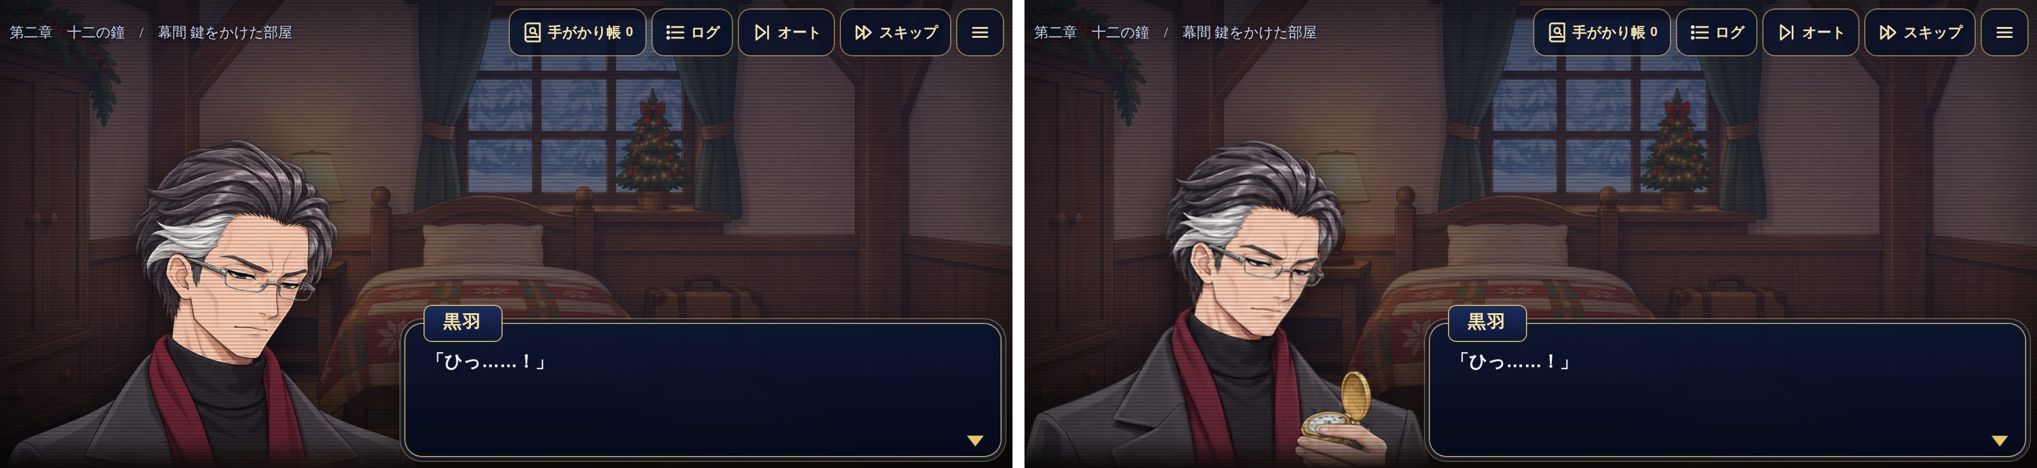 第二章　十二の鐘　/　幕間 鍵をかけた部屋
手がかり帳 0
ログ
オート
スキップ
黒羽
「ひっ……！」
第二章　十二の鐘　/　幕間 鍵をかけた部屋
手がかり帳 0
ログ
オート
スキップ
黒羽
「ひっ……！」